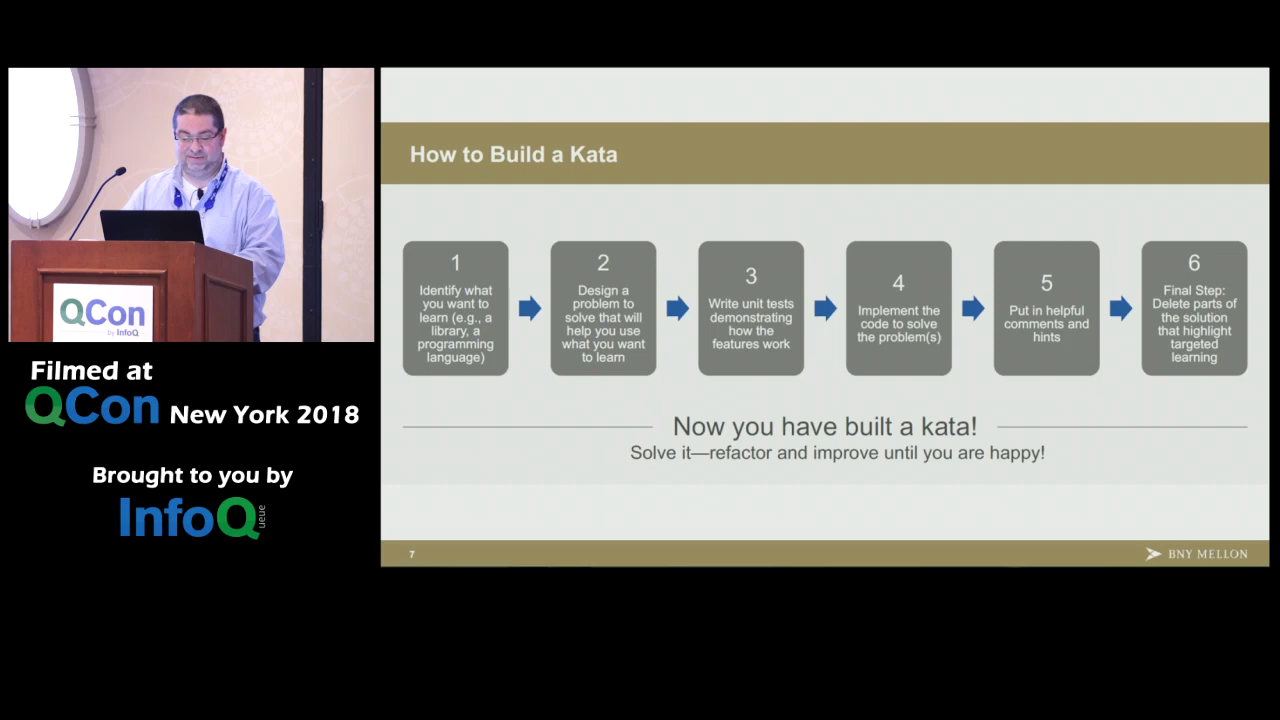 QCon
by InfoQ
Filmed at
QCon New York 2018
Brought to you by
InfoQueue
How to Build a Kata
1
Identify what
you want to
learn (e.g., a
library, a
programming
language)
2
Design a
problem to
solve that will
help you use
what you want
to learn
3
Write unit tests
demonstrating
how the
features work
4
Implement the
code to solve
the problem(s)
5
Put in helpful
comments and
hints
6
Final Step:
Delete parts of
the solution
that highlight
targeted
learning
Now you have built a kata!
Solve it—refactor and improve until you are happy!
7
BNY MELLON